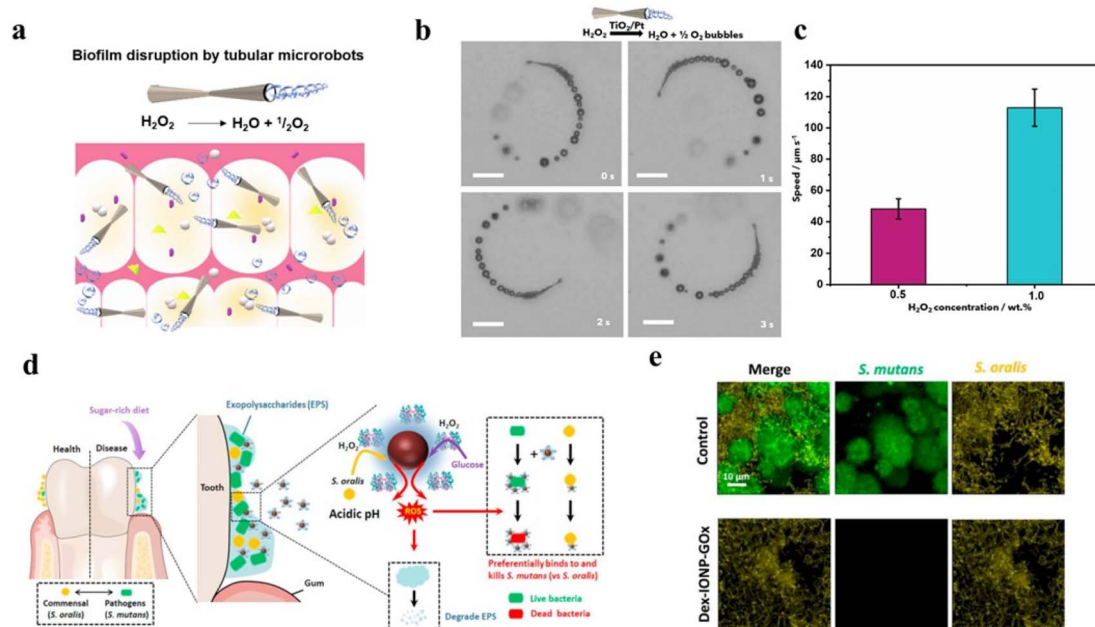 a
Biofilm disruption by tubular microrobots
H₂O₂ → H₂O + ¹/₂O₂
b
TiO₂/Pt
H₂O₂ → H₂O + ½ O₂ bubbles
0 s
1 s
2 s
3 s
c
140
120
100
80
60
40
20
0
Speed / µm s⁻¹
0.5
1.0
H₂O₂ concentration / wt.%
d
Sugar-rich diet
Health
Disease
Commensal
(S. oralis)
Pathogens
(S. mutans)
Exopolysaccharides (EPS)
Tooth
Gum
H₂O₂
H₂O₂
Glucose
S. oralis
Acidic pH
ROS
Degrade EPS
+
Preferentially binds to and
kills S. mutans (vs S. oralis)
Live bacteria
Dead bacteria
e
Merge
S. mutans
S. oralis
Control
10 µm
Dex-IONP-GOx